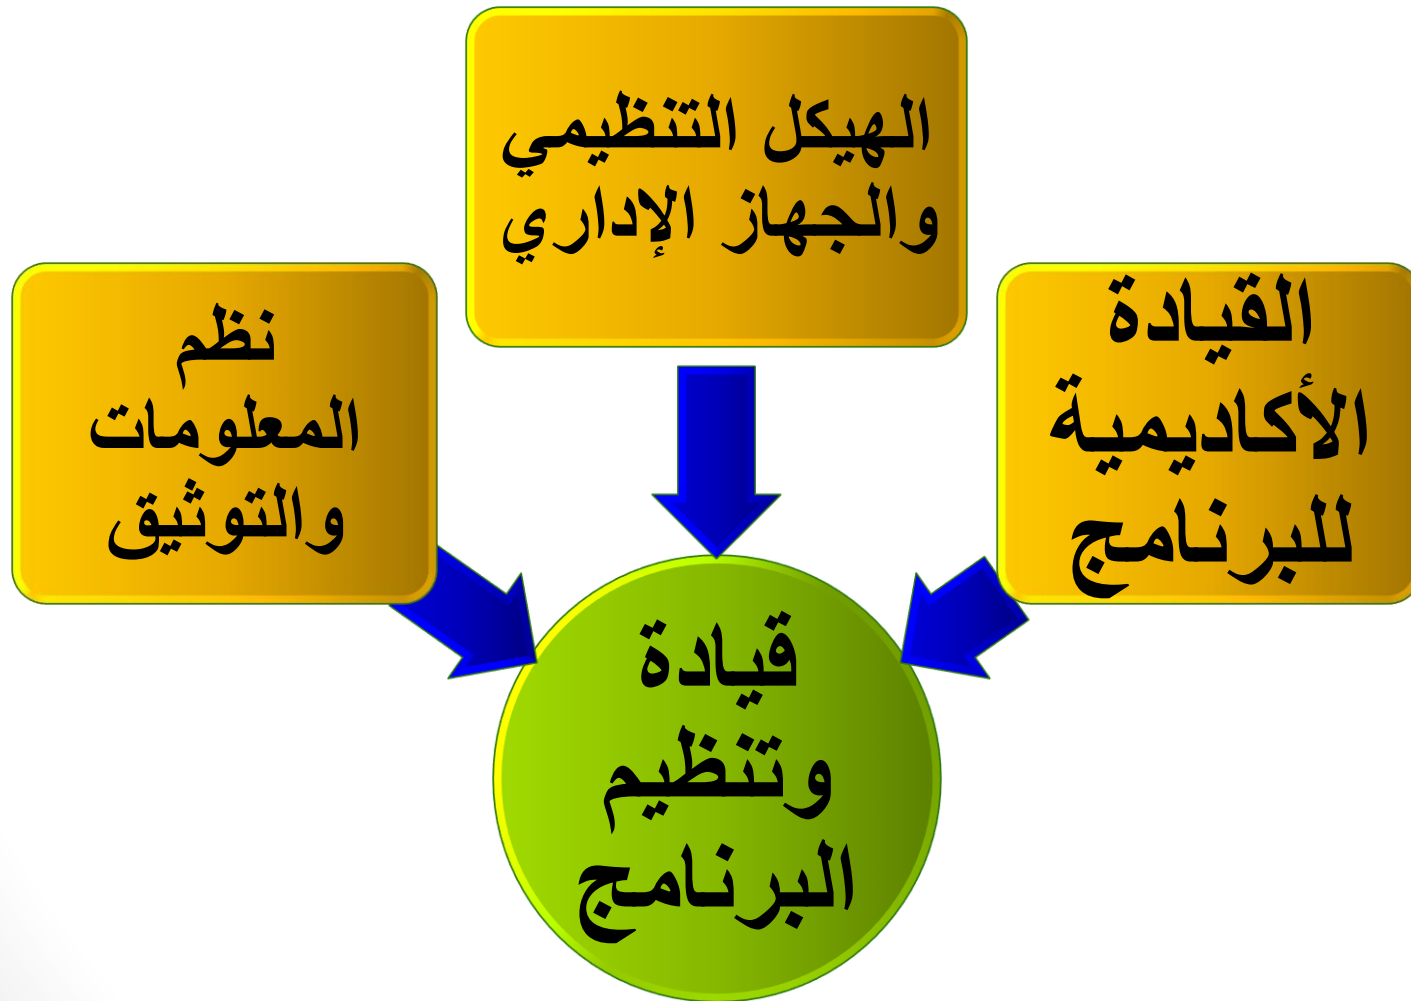 الهيكل التنظيمي
والجهاز الإداري
القيادة
الأكاديمية
للبرنامج
نظم
المعلومات
والتوثيق
قيادة
وتنظيم
البرنامج